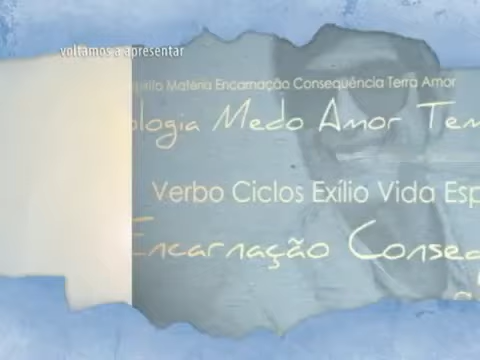 voltamos a apresentar
Matéria Encarnação Consequência Terra Amor
Medo Amor
Verbo Ciclos Exílio Vida
Encarnação